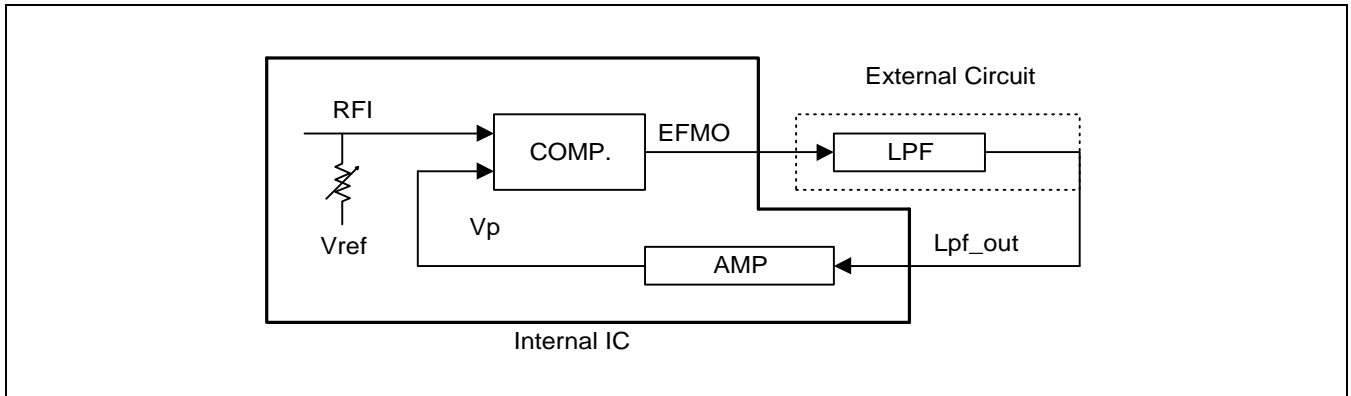 External Circuit
RFI
EFMO
COMP.
LPF
Vp
Vref
Lpf_out
AMP
Internal IC